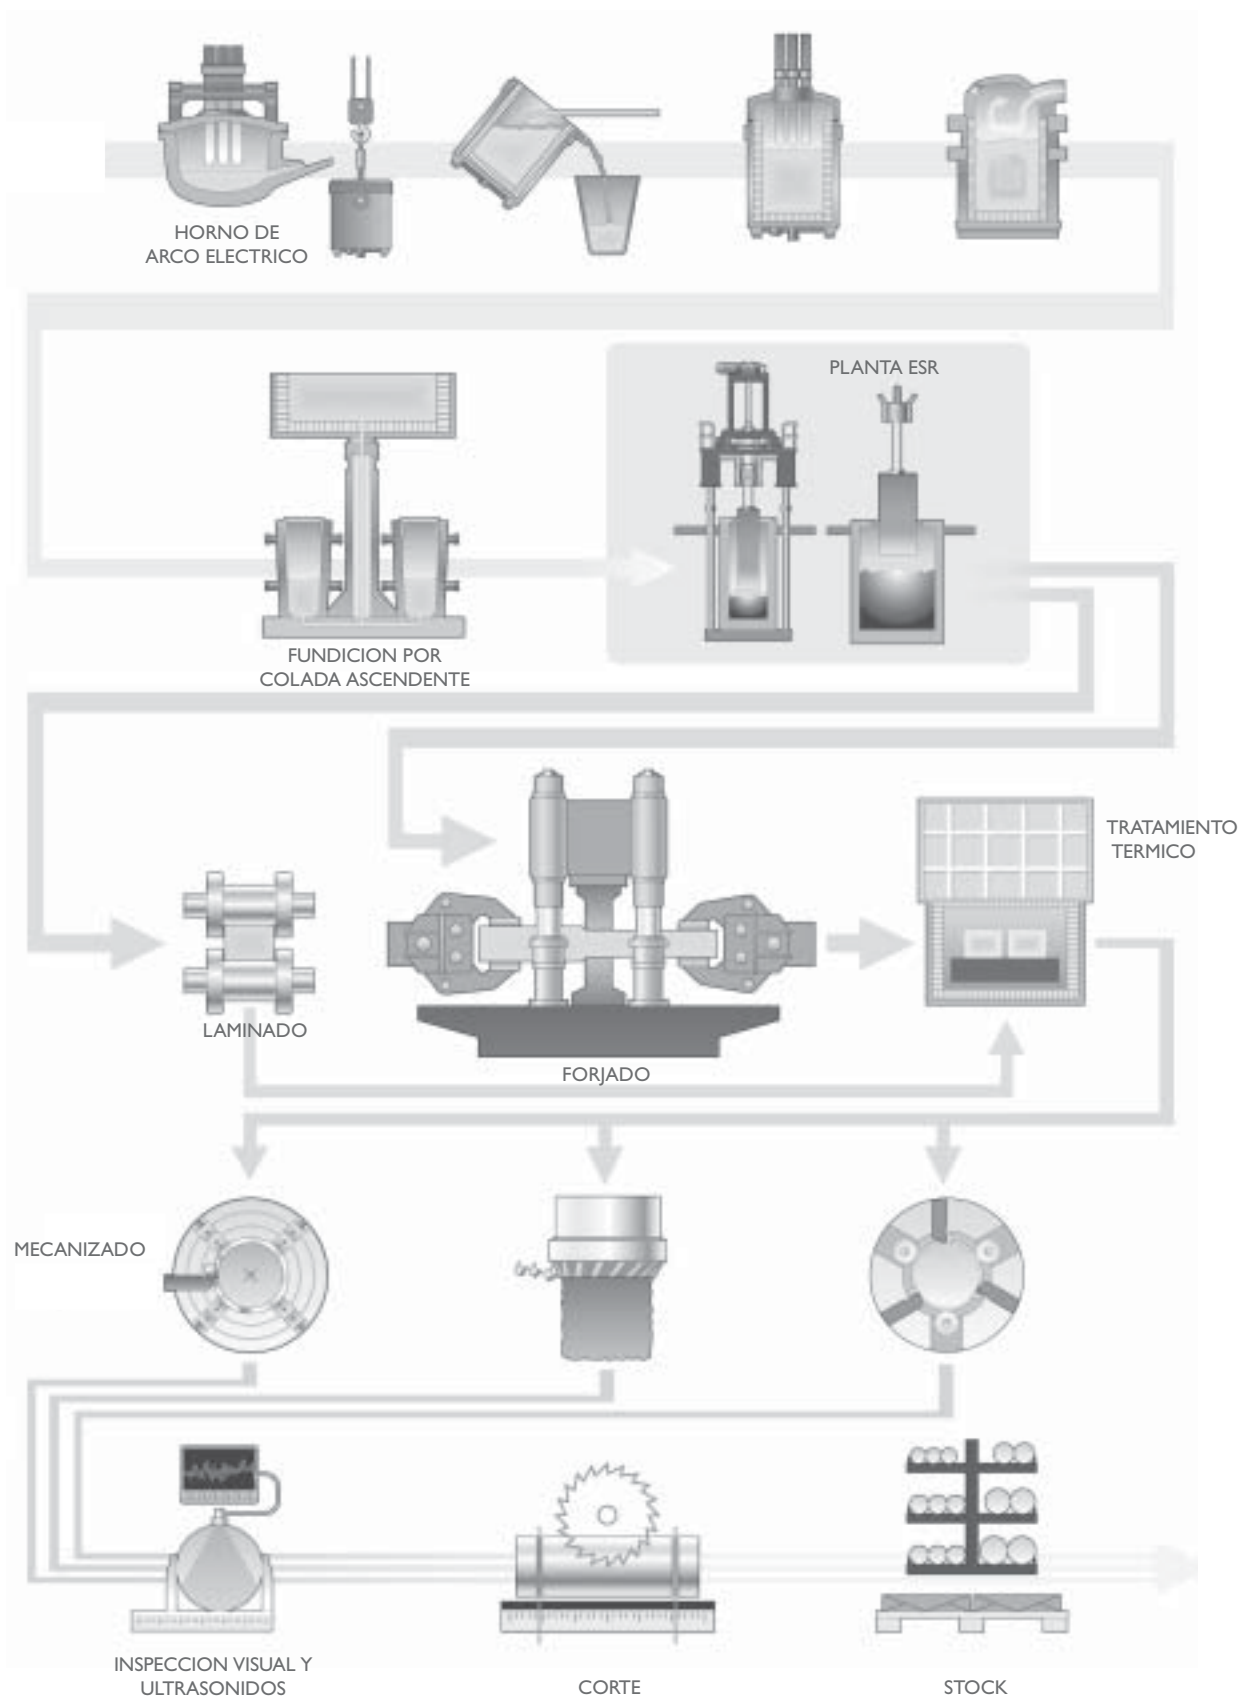 HORNO DE
ARCO ELECTRICO
PLANTA ESR
FUNDICION POR
COLADA ASCENDENTE
TRATAMIENTO
TERMICO
LAMINADO
FORJADO
MECANIZADO
INSPECCION VISUAL Y
ULTRASONIDOS
CORTE
STOCK